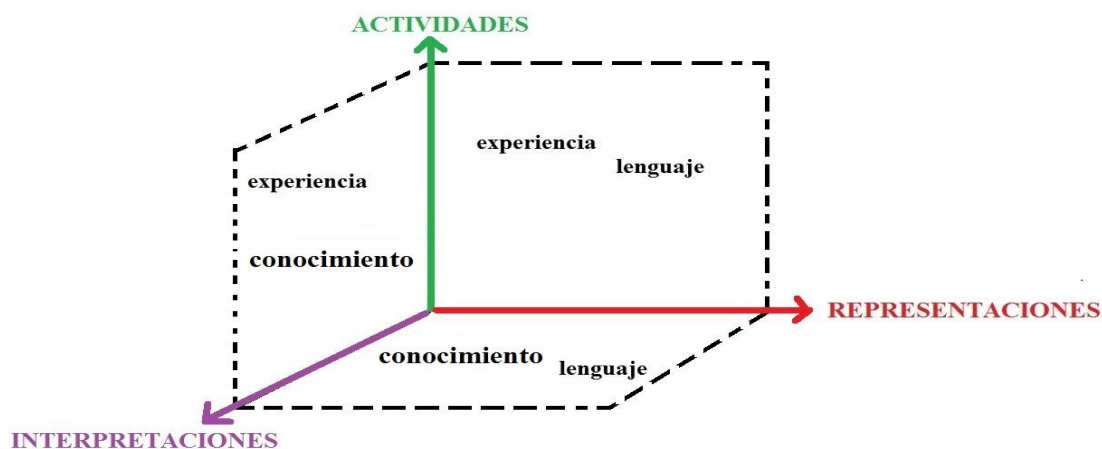 ACTIVIDADES
experiencia
lenguaje
experiencia
conocimiento
REPRESENTACIONES
conocimiento
lenguaje
INTERPRETACIONES